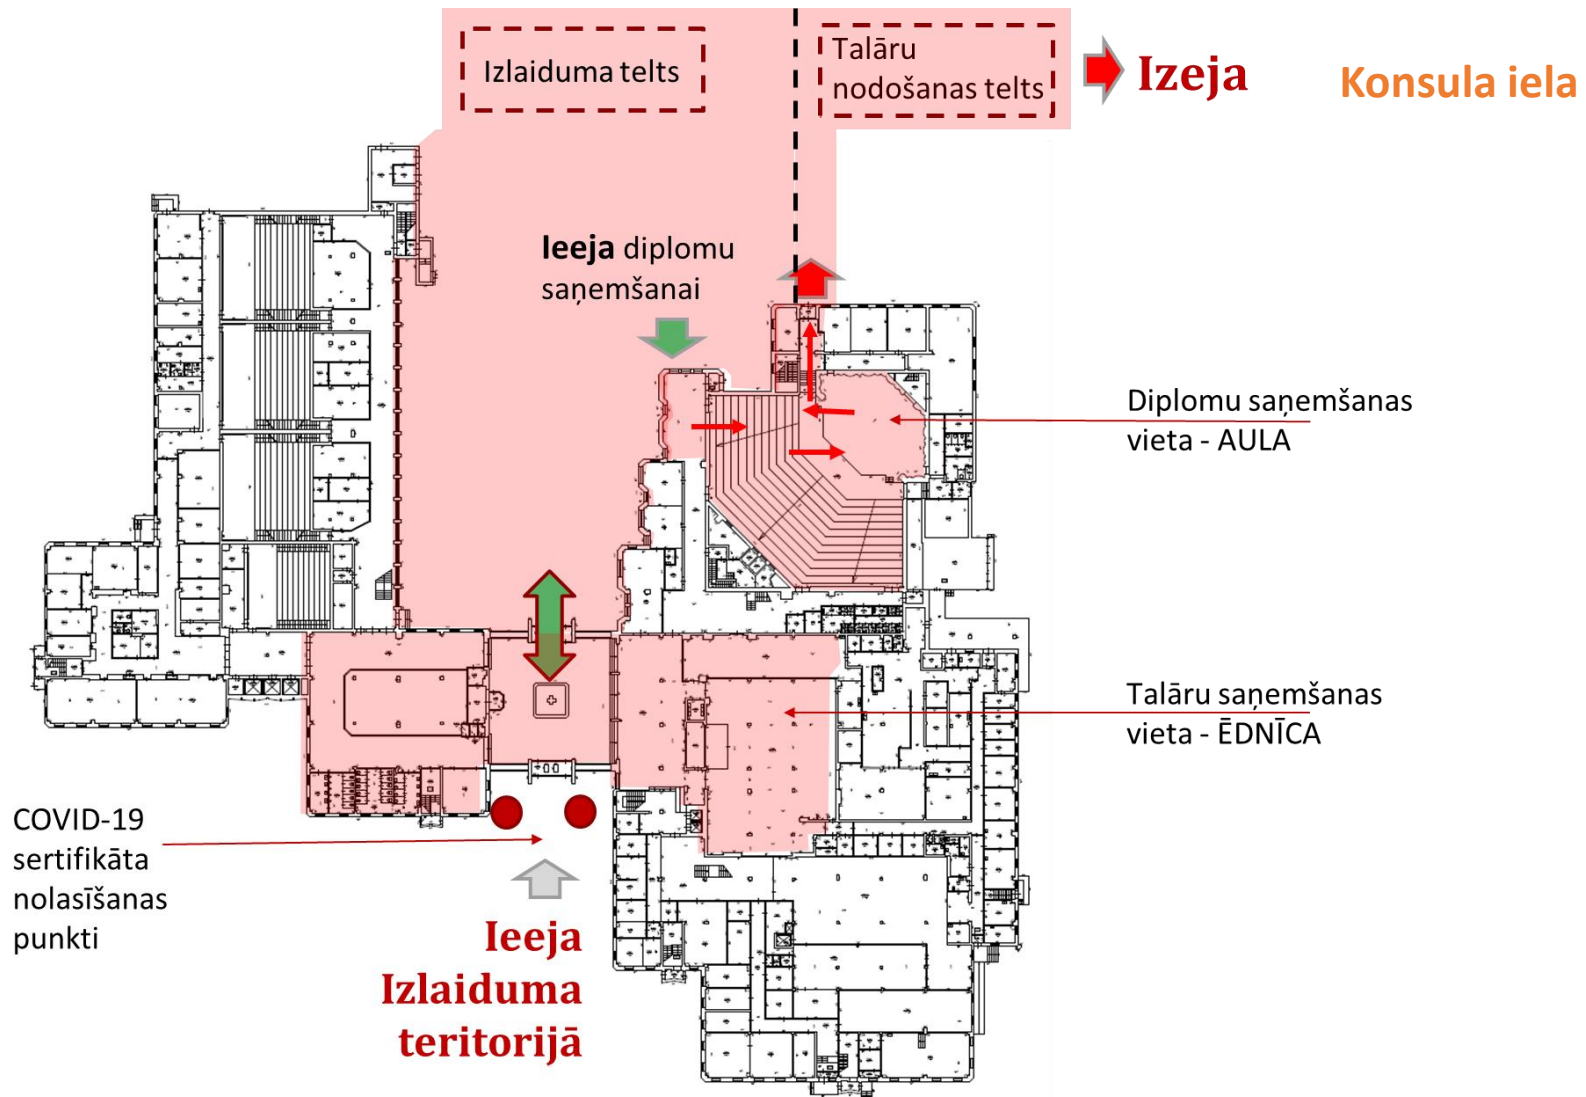 Izlaiduma telts
Talāru
nodošanas telts
Izeja
Konsula iela
Ieeja diplomu
saņemšanai
Diplomu saņemšanas
vieta - AULA
Talāru saņemšanas
vieta - ĒDNĪCA
COVID-19
sertifikāta
nolasīšanas
punkti
Ieeja
Izlaiduma
teritorijā